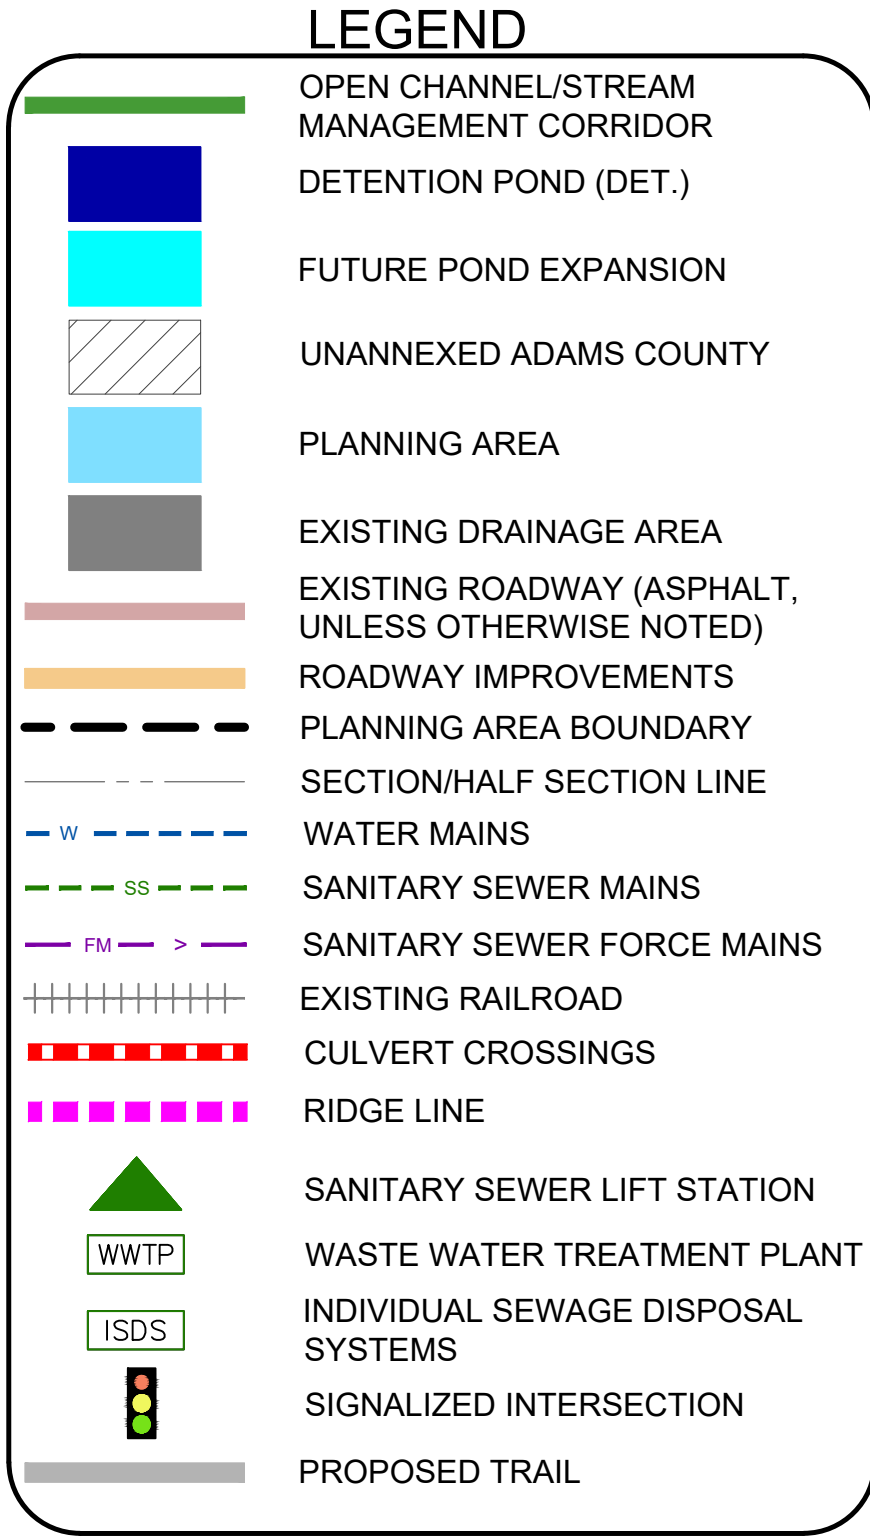 LEGEND
OPEN CHANNEL/STREAM
MANAGEMENT CORRIDOR
DETENTION POND (DET.)
FUTURE POND EXPANSION
UNANNEXED ADAMS COUNTY
PLANNING AREA
EXISTING DRAINAGE AREA
EXISTING ROADWAY (ASPHALT,
UNLESS OTHERWISE NOTED)
ROADWAY IMPROVEMENTS
PLANNING AREA BOUNDARY
SECTION/HALF SECTION LINE
W WATER MAINS
SS SANITARY SEWER MAINS
FM > SANITARY SEWER FORCE MAINS
EXISTING RAILROAD
CULVERT CROSSINGS
RIDGE LINE
SANITARY SEWER LIFT STATION
WWTP WASTE WATER TREATMENT PLANT
ISDS INDIVIDUAL SEWAGE DISPOSAL
SYSTEMS
SIGNALIZED INTERSECTION
PROPOSED TRAIL